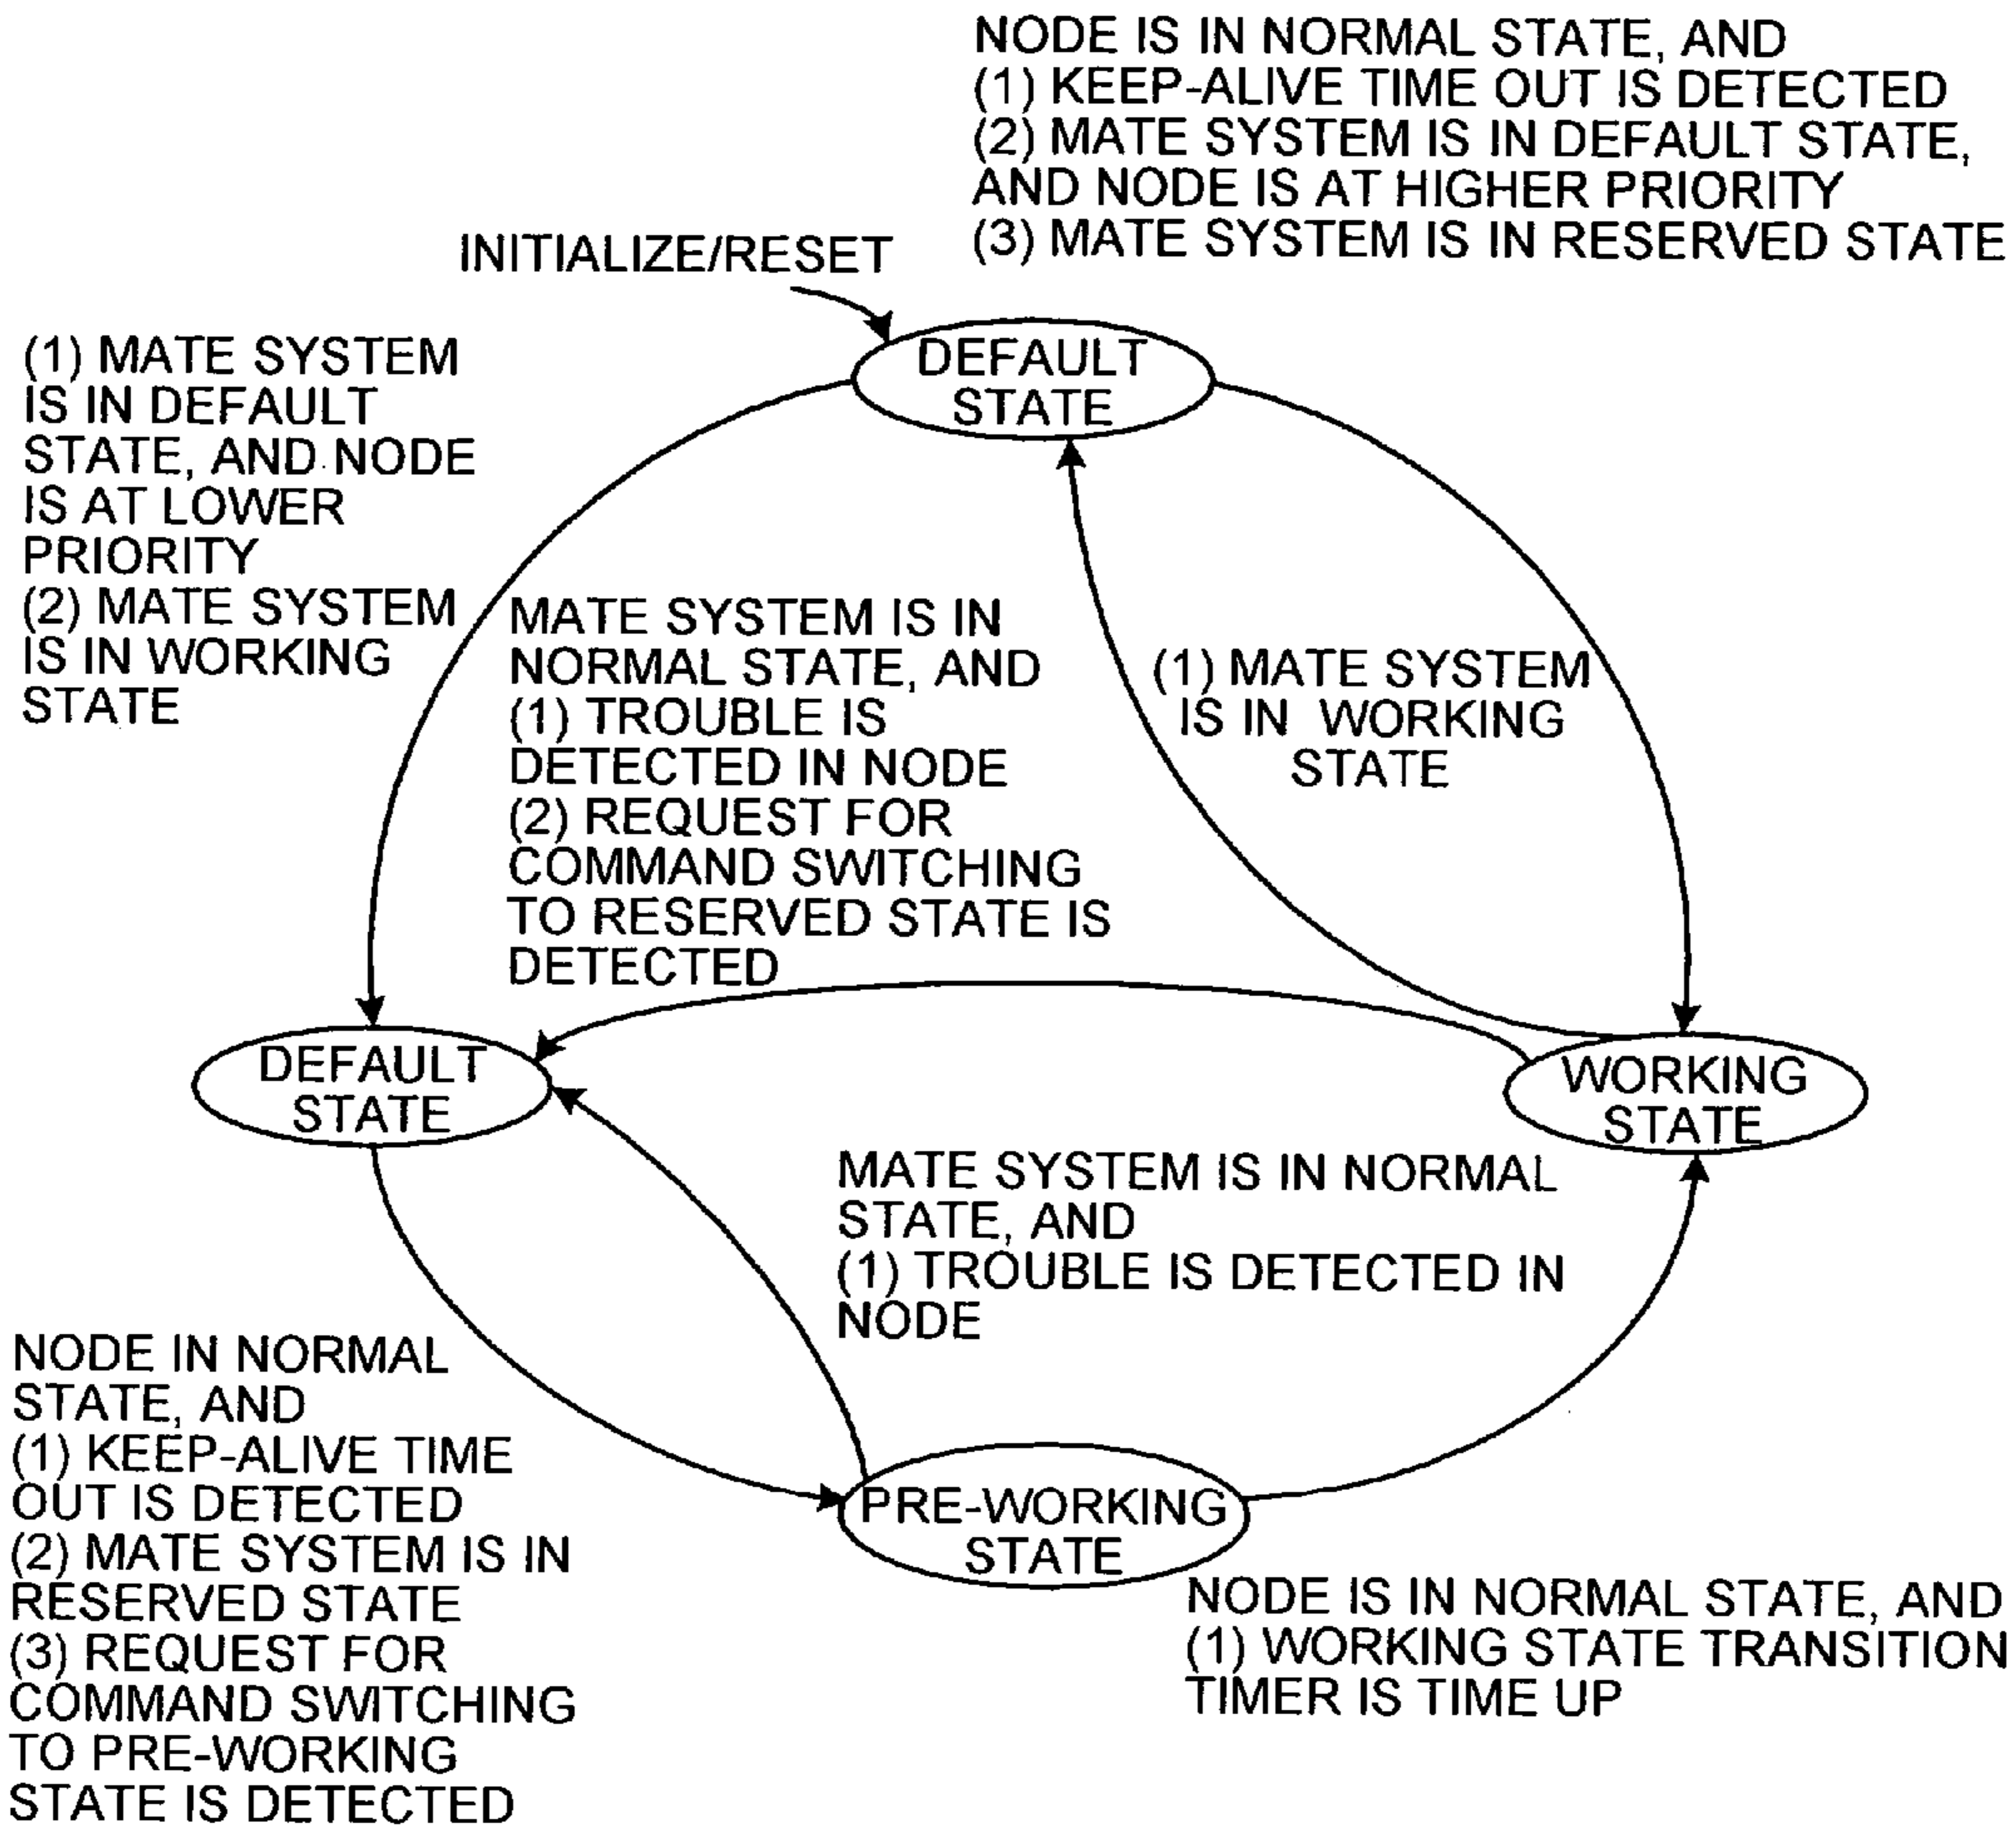 NODE IS IN NORMAL STATE, AND
(1) KEEP-ALIVE TIME OUT IS DETECTED
(2) MATE SYSTEM IS IN DEFAULT STATE,
AND NODE IS AT HIGHER PRIORITY
(3) MATE SYSTEM IS IN RESERVED STATE
INITIALIZE/RESET
DEFAULT
STATE
(1) MATE SYSTEM
IS IN DEFAULT
STATE, AND NODE
IS AT LOWER
PRIORITY
(2) MATE SYSTEM
IS IN WORKING
STATE
MATE SYSTEM IS IN
NORMAL STATE, AND
(1) TROUBLE IS
DETECTED IN NODE
(2) REQUEST FOR
COMMAND SWITCHING
TO RESERVED STATE IS
DETECTED
(1) MATE SYSTEM
IS IN WORKING
STATE
DEFAULT
STATE
WORKING
STATE
MATE SYSTEM IS IN NORMAL
STATE, AND
(1) TROUBLE IS DETECTED IN
NODE
NODE IN NORMAL
STATE, AND
(1) KEEP-ALIVE TIME
OUT IS DETECTED
(2) MATE SYSTEM IS IN
RESERVED STATE
(3) REQUEST FOR
COMMAND SWITCHING
TO PRE-WORKING
STATE IS DETECTED
PRE-WORKING
STATE
NODE IS IN NORMAL STATE, AND
(1) WORKING STATE TRANSITION
TIMER IS TIME UP